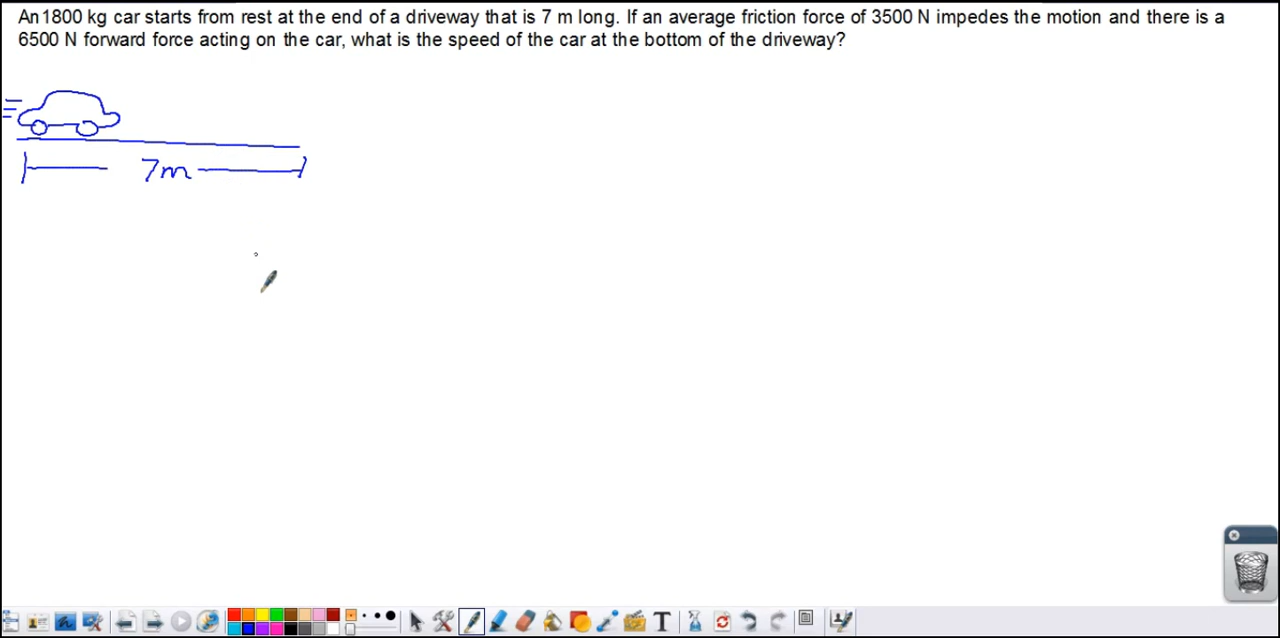 An 1800 kg car starts from rest at the end of a driveway that is 7 m long. If an average friction force of 3500 N impedes the motion and there is a
6500 N forward force acting on the car, what is the speed of the car at the bottom of the driveway?
7m
T